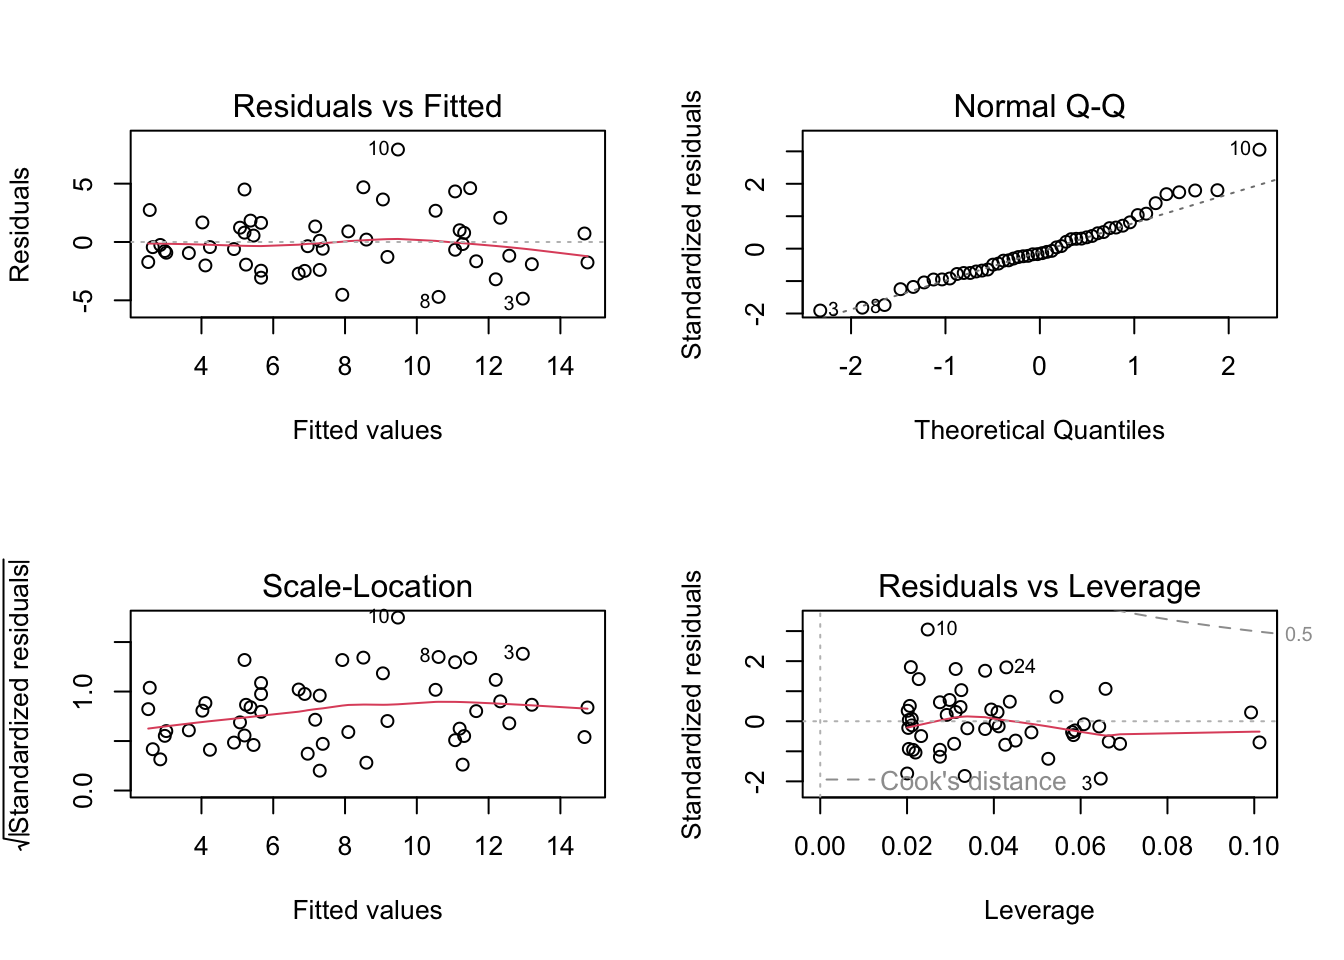 Residuals vs Fitted
Residuals
-5 0 5
10
8
3
4 6 8 10 12 14
Fitted values
Normal Q-Q
Standardized residuals
-2 0 2
10
3
8
-2 -1 0 1 2
Theoretical Quantiles
Scale-Location
√|Standardized residuals|
0.0 1.0
10
8
3
4 6 8 10 12 14
Fitted values
Residuals vs Leverage
Standardized residuals
-2 0 2
10
24
3
Cook's distance
0.5
0.00 0.02 0.04 0.06 0.08 0.10
Leverage